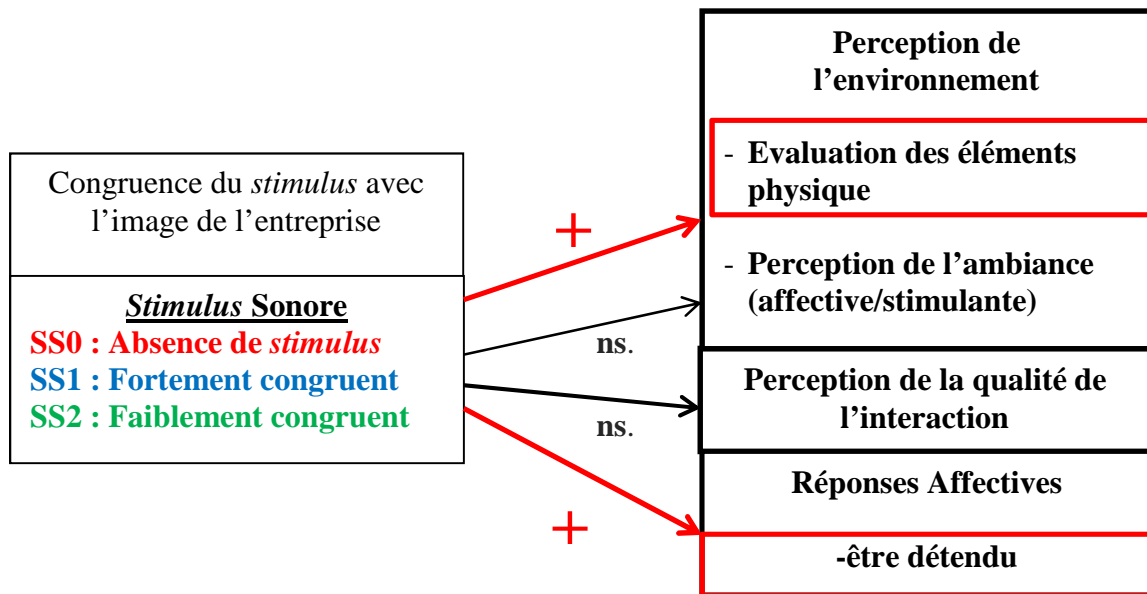 Congruence du stimulus avec
l'image de l'entreprise
Stimulus Sonore
SS0 : Absence de stimulus
SS1 : Fortement congruent
SS2 : Faiblement congruent
+
ns.
ns.
+
Perception de
l'environnement
- Evaluation des éléments
physique
- Perception de l'ambiance
(affective/stimulante)
Perception de la qualité de
l'interaction
Réponses Affectives
-être détendu